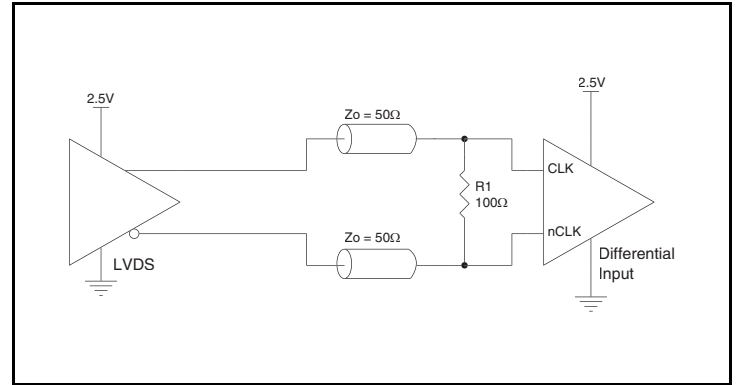 2.5V
2.5V
Zo = 50Ω
CLK
R1
100Ω
nCLK
Zo = 50Ω
LVDS
Differential
Input